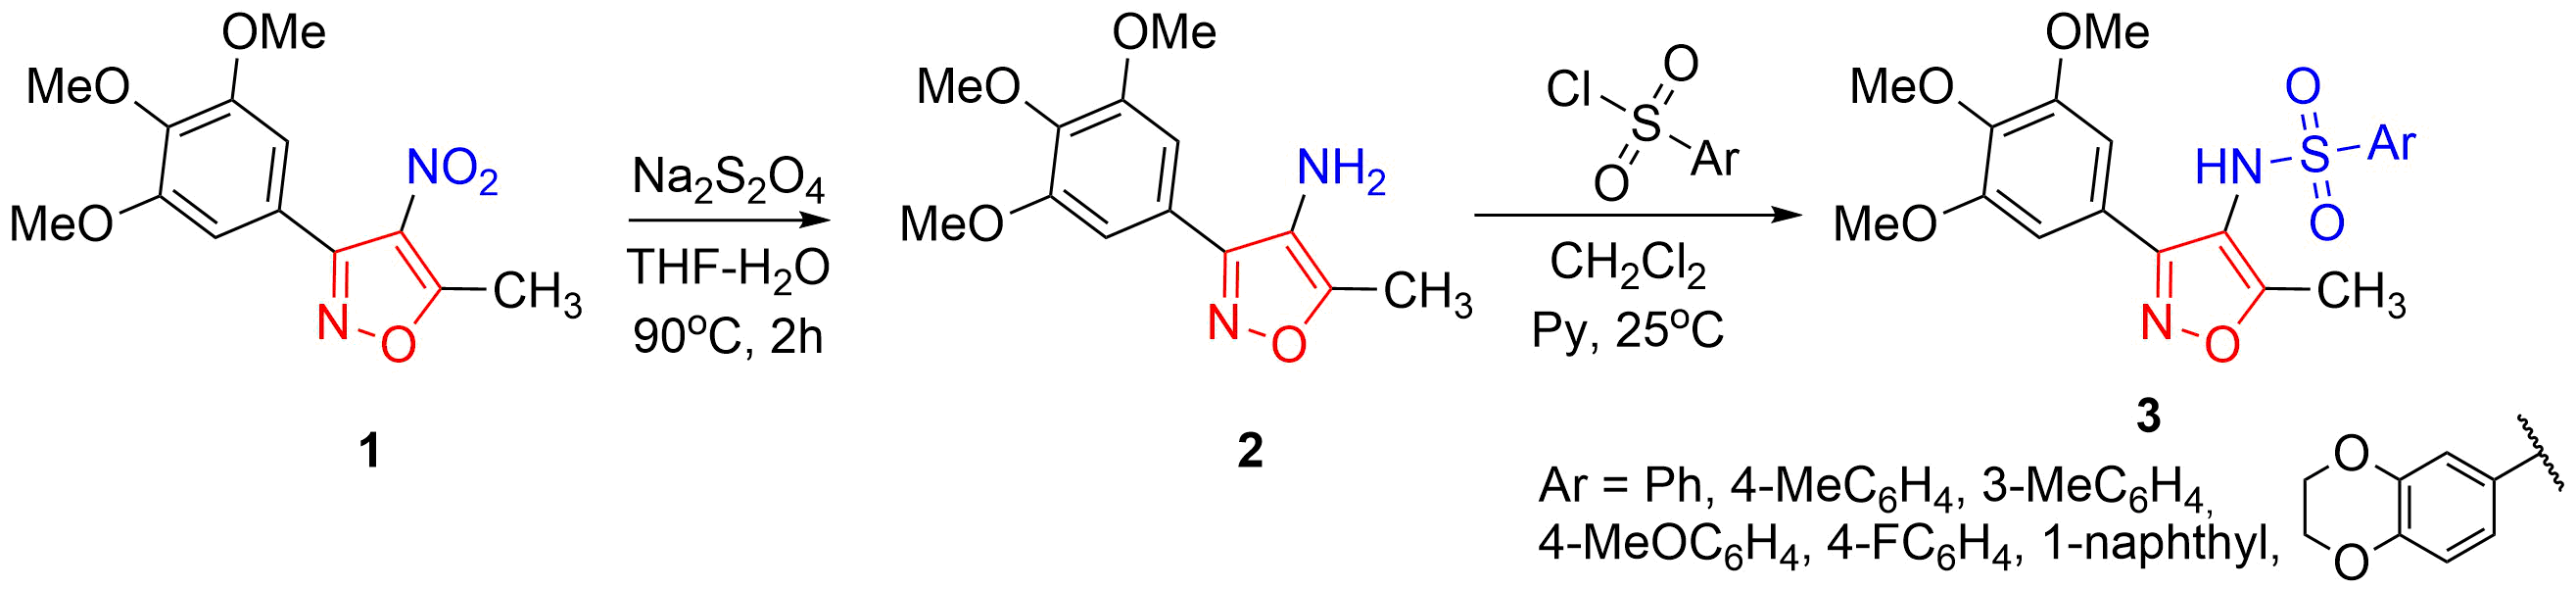 OMe
MeO
MeO
NO2
N
O
CH3
1
Na2S2O4
THF-H2O
90oC, 2h
OMe
MeO
MeO
NH2
N
O
CH3
2
Cl
O
S
O
Ar
CH2Cl2
Py, 25oC
OMe
MeO
MeO
O
HN
S
Ar
O
N
O
CH3
3
Ar = Ph, 4-MeC6H4, 3-MeC6H4,
4-MeOC6H4, 4-FC6H4, 1-naphthyl,
O
O